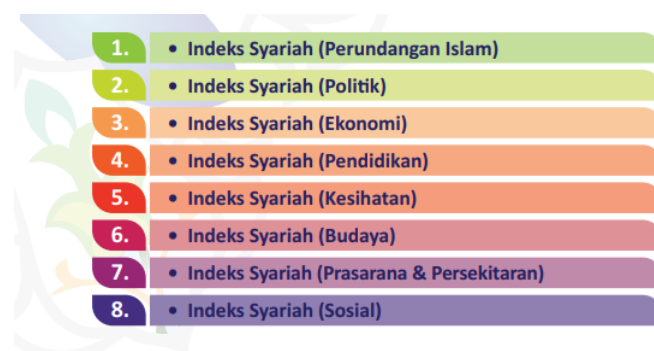 1. • Indeks Syariah (Perundangan Islam)
2. • Indeks Syariah (Politik)
3. • Indeks Syariah (Ekonomi)
4. • Indeks Syariah (Pendidikan)
5. • Indeks Syariah (Kesihatan)
6. • Indeks Syariah (Budaya)
7. • Indeks Syariah (Prasarana & Persekitaran)
8. • Indeks Syariah (Sosial)